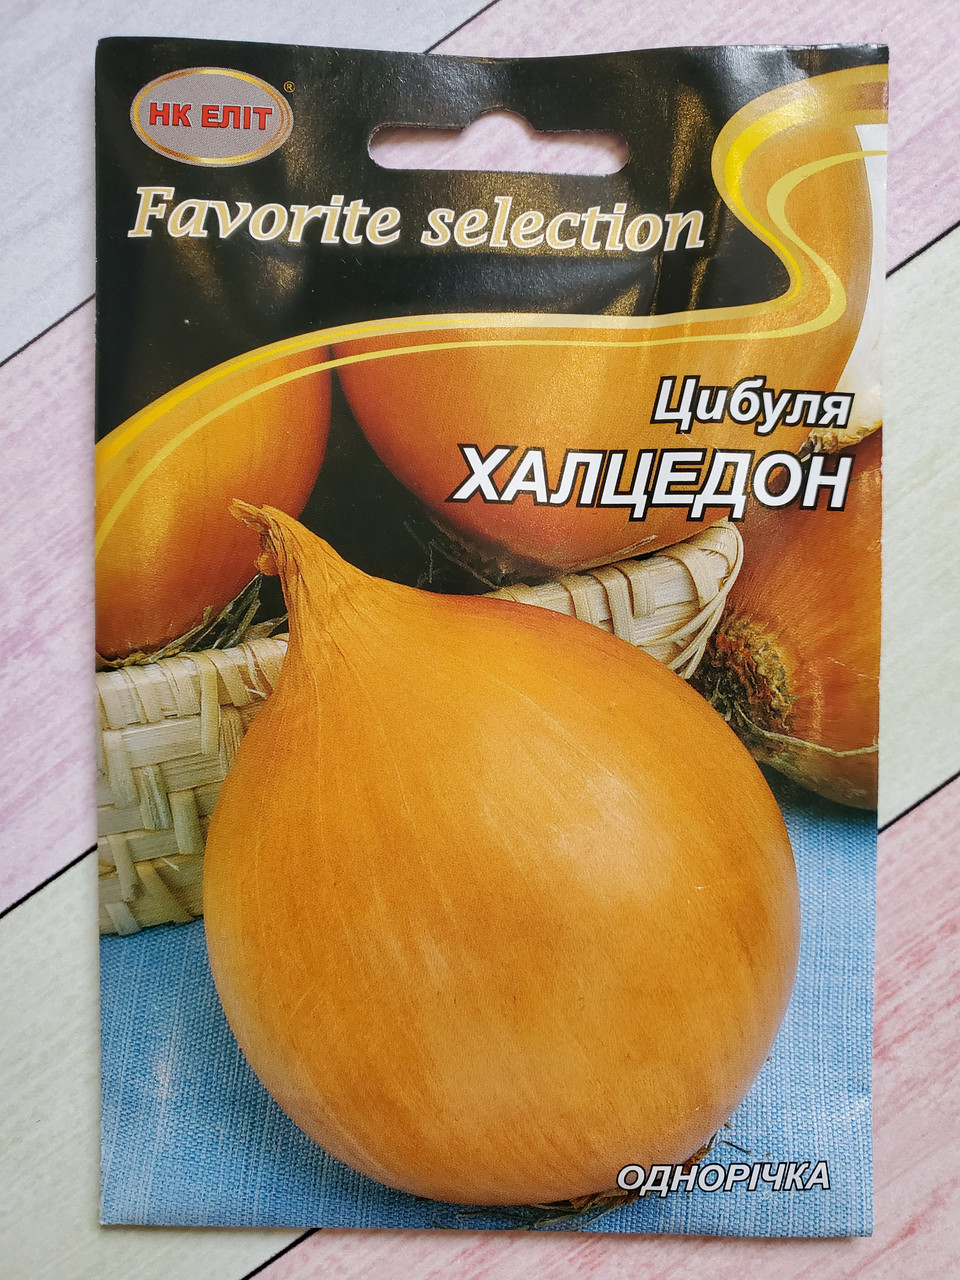 НК ЕЛІТ
®
Favorite selection
Цибуля
ХАЛЦЕДОН
ОДНОРІЧКА